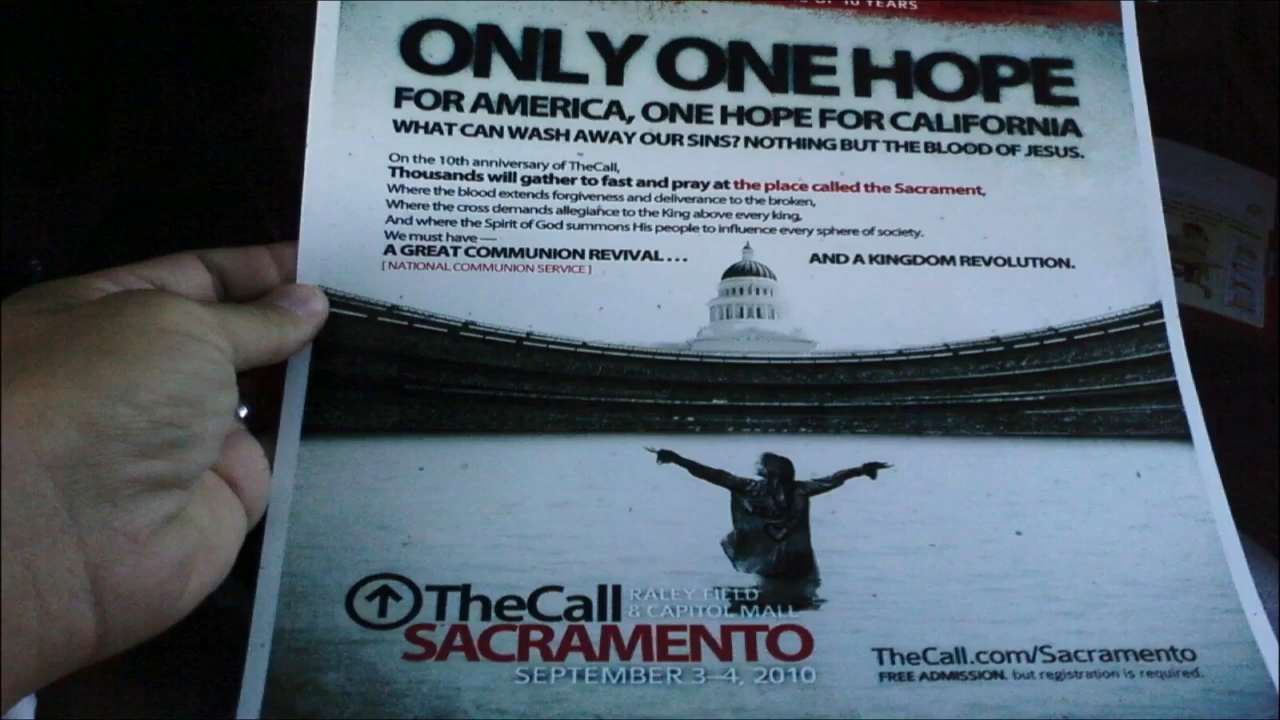 10 YEARS
ONLY ONE HOPE
FOR AMERICA, ONE HOPE FOR CALIFORNIA
WHAT CAN WASH AWAY OUR SINS? NOTHING BUT THE BLOOD OF JESUS.
On the 10th anniversary of TheCall,
Thousands will gather to fast and pray at the place called the Sacrament,
Where the blood extends forgiveness and deliverance to the broken,
Where the cross demands allegiance to the King above every king,
And where the Spirit of God summons His people to influence every sphere of society.
We must have —
A GREAT COMMUNION REVIVAL... AND A KINGDOM REVOLUTION.
[ NATIONAL COMMUNION SERVICE ]
TheCall RALEY FIELD
& CAPITOL MALL
SACRAMENTO
SEPTEMBER 3-4, 2010
TheCall.com/Sacramento
FREE ADMISSION, but registration is required.